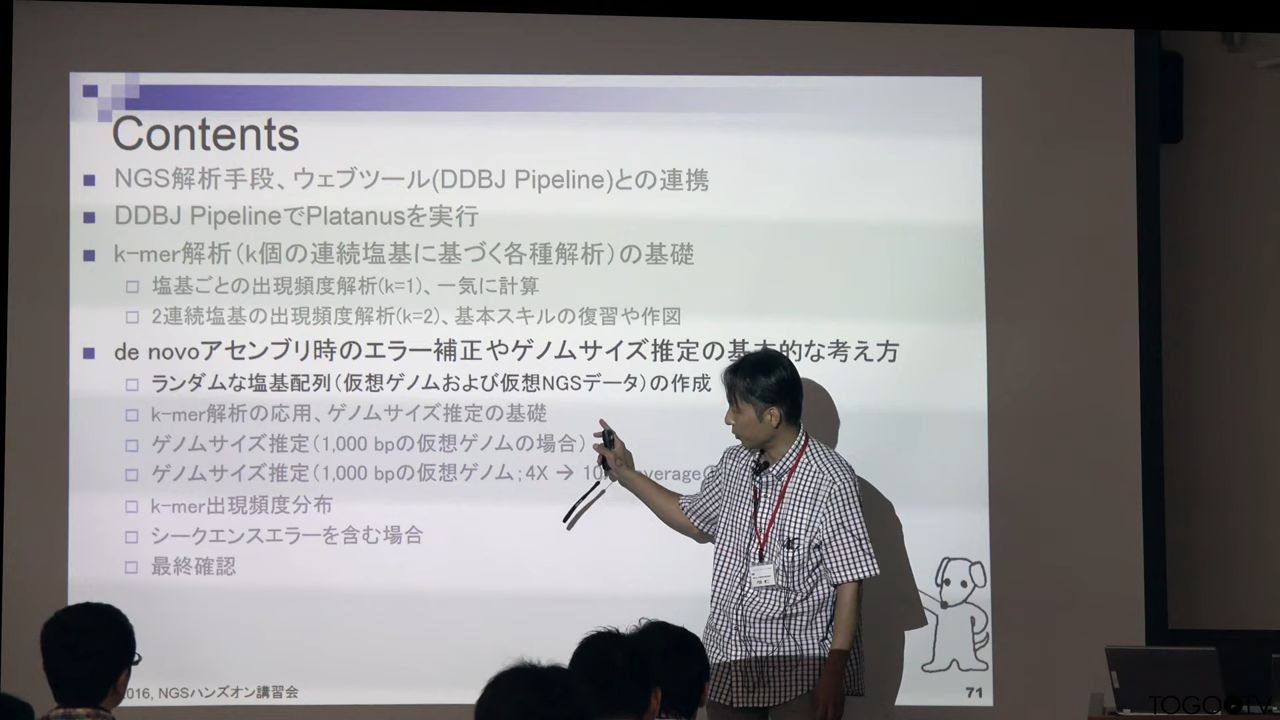 Contents
NGS解析手段、ウェブツール(DDBJ Pipeline)との連携
DDBJ PipelineでPlatanusを実行
k-mer解析（k個の連続塩基に基づく各種解析）の基礎
塩基ごとの出現頻度解析(k=1)、一気に計算
2連続塩基の出現頻度解析(k=2)、基本スキルの復習や作図
de novoアセンブリ時のエラー補正やゲノムサイズ推定の基本的な考え方
ランダムな塩基配列（仮想ゲノムおよび仮想NGSデータ）の作成
k-mer解析の応用、ゲノムサイズ推定の基礎
ゲノムサイズ推定（1,000 bpの仮想ゲノムの場合）
ゲノムサイズ推定（1,000 bpの仮想ゲノム；4X → 10
k-mer出現頻度分布
シークエンスエラーを含む場合
最終確認
2016, NGSハンズオン講習会
71
TOGO TV